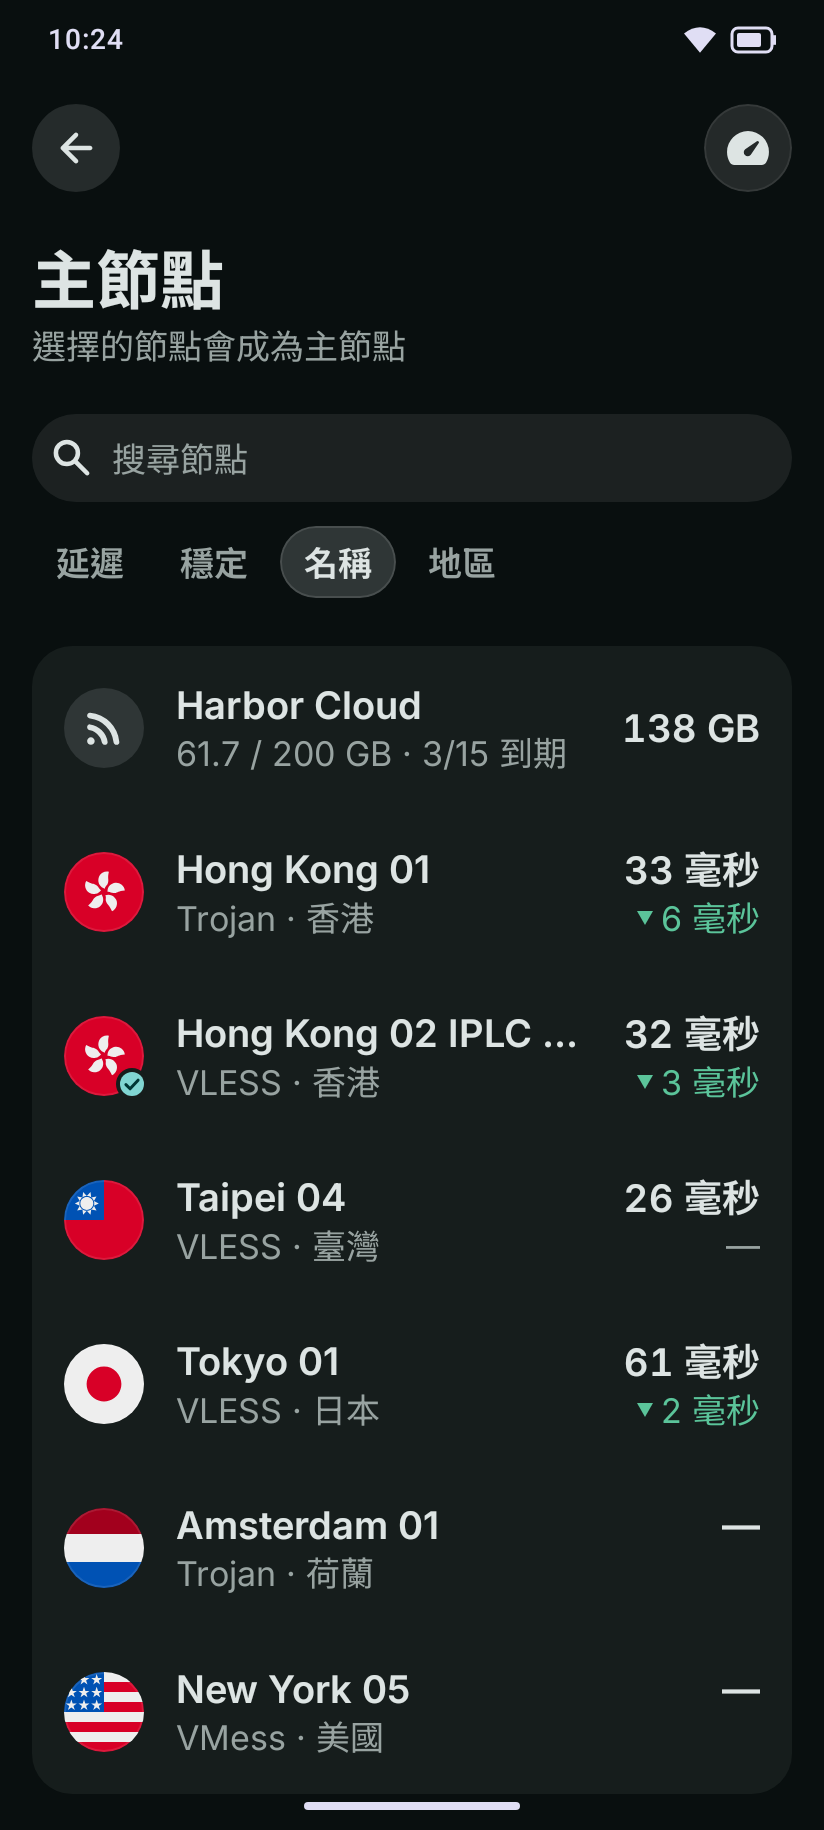 10:24
主節點
選擇的節點會成為主節點
搜尋節點
延遲 穩定 名稱 地區
Harbor Cloud
61.7 / 200 GB · 3/15 到期
138 GB
Hong Kong 01
Trojan · 香港
33 毫秒
▼6 毫秒
Hong Kong 02 IPLC ...
VLESS · 香港
32 毫秒
▼3 毫秒
Taipei 04
VLESS · 臺灣
26 毫秒
—
Tokyo 01
VLESS · 日本
61 毫秒
▼2 毫秒
Amsterdam 01
Trojan · 荷蘭
—
New York 05
VMess · 美國
—